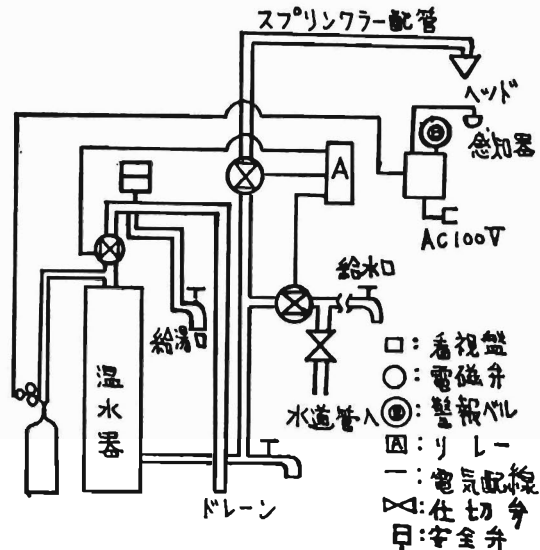 スプリンクラー配管
ヘッド
感知器
A
AC100V
給水口
給湯口
温水器
水道管入
ドレーン
□:看視盤
○:電磁弁
◎:警報ベル
A:リレー
―:電気配線
⋈:仕切弁
:安全弁